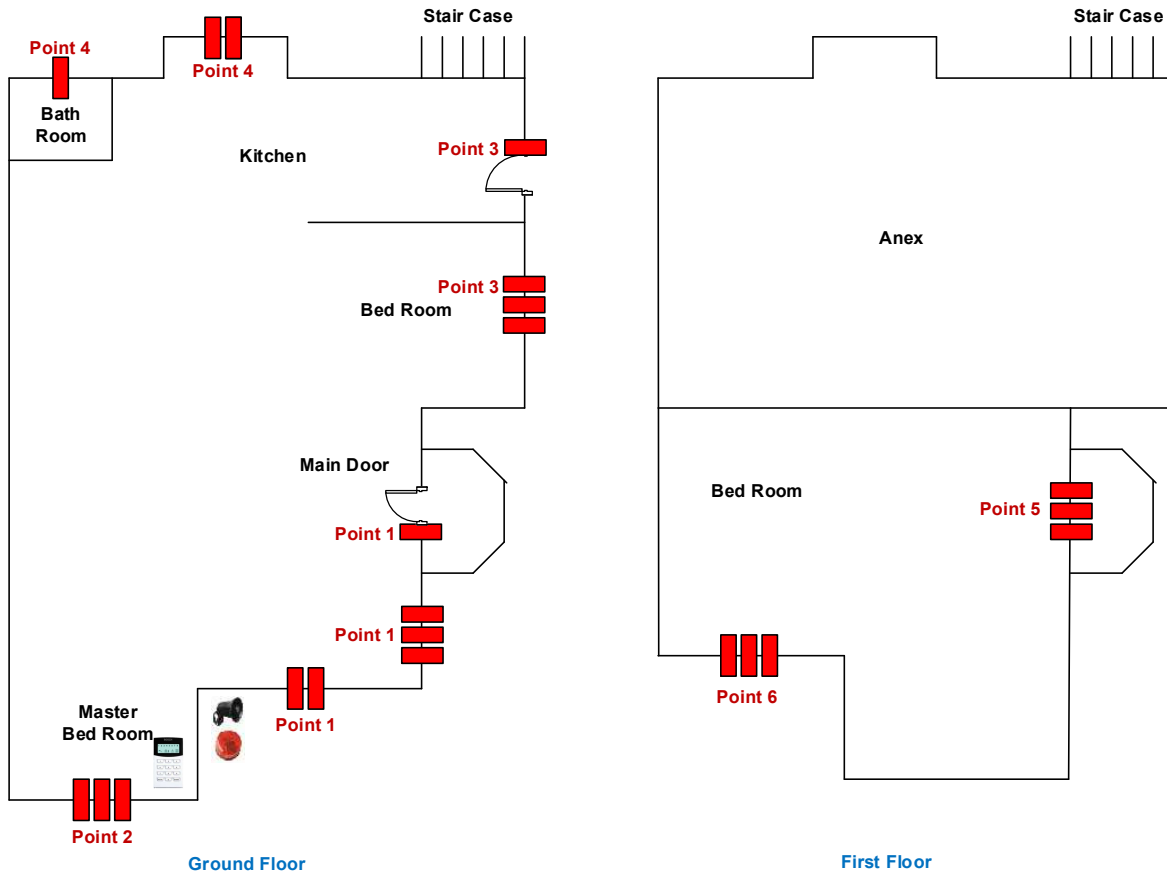 Stair Case
Point 4
Point 4
Bath
Room
Kitchen
Point 3
Point 3
Bed Room
Main Door
Point 1
Point 1
Point 1
Master
Bed Room
Point 2
Ground Floor
Stair Case
Anex
Bed Room
Point 5
Point 6
First Floor